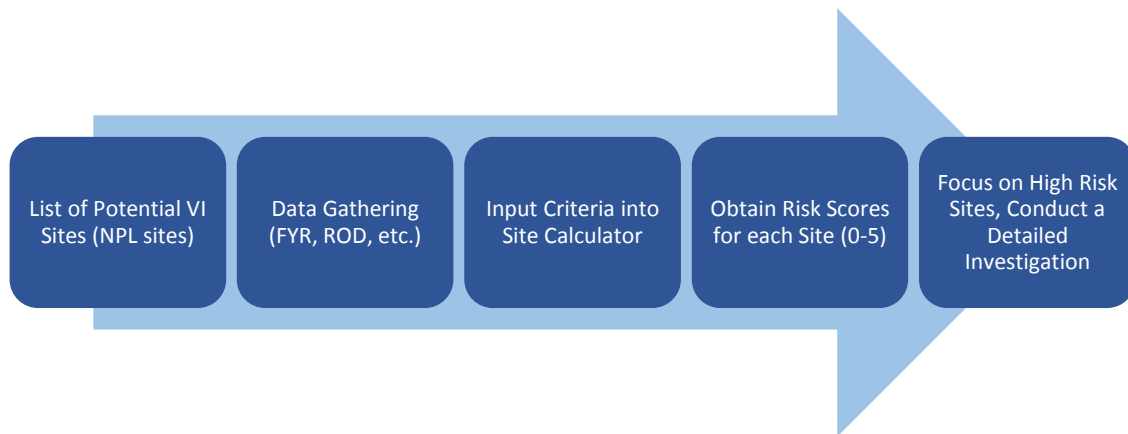 List of Potential VI
Sites (NPL sites)
Data Gathering
(FYR, ROD, etc.)
Input Criteria into
Site Calculator
Obtain Risk Scores
for each Site (0-5)
Focus on High Risk
Sites, Conduct a
Detailed
Investigation